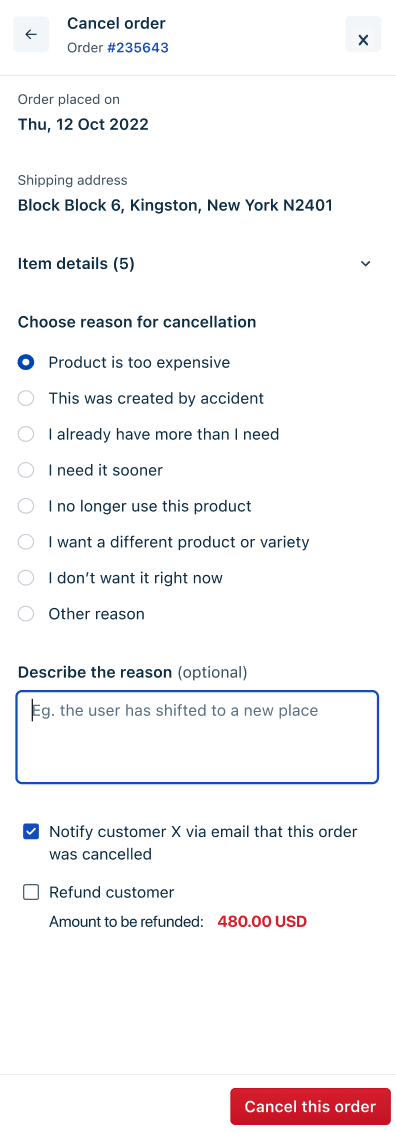 Cancel order
Order #235643
Order placed on
Thu, 12 Oct 2022
Shipping address
Block Block 6, Kingston, New York N2401
Item details (5)
Choose reason for cancellation
Product is too expensive
This was created by accident
I already have more than I need
I need it sooner
I no longer use this product
I want a different product or variety
I don’t want it right now
Other reason
Describe the reason (optional)
Eg. the user has shifted to a new place
Notify customer X via email that this order
was cancelled
Refund customer
Amount to be refunded: 480.00 USD
Cancel this order